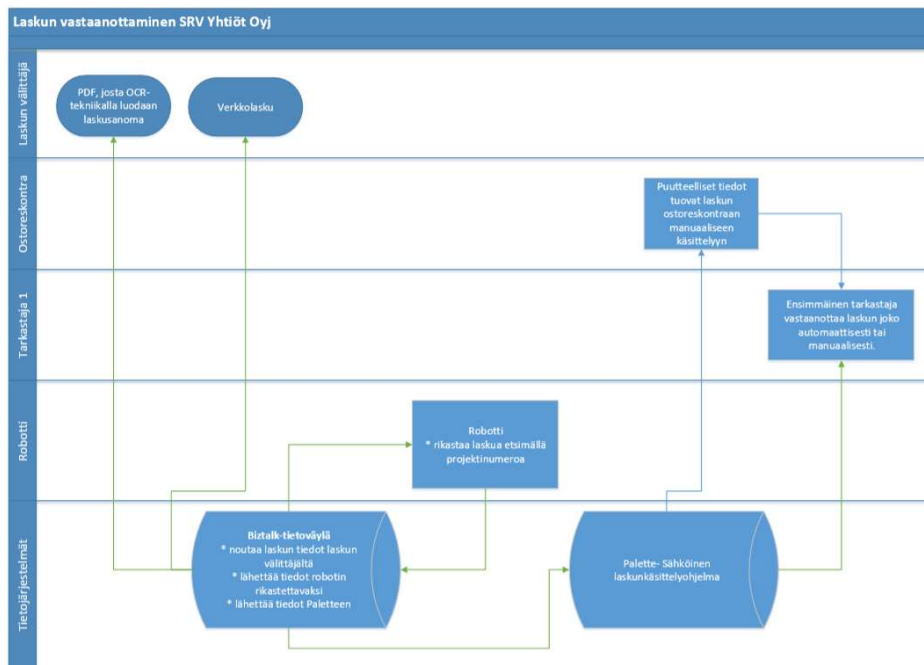 Laskun vastaanottaminen SRV Yhtiöt Oyj
Laskun välittäjä
PDF, josta OCR-
tekniikalla luodaan
laskusanoma
Verkkolasku
Ostoreskontra
Puutteelliset tiedot
tuovat laskun
ostoreskontraan
manuaaliseen
käsittelyyn
Tarkastaja 1
Ensimmäinen tarkastaja
vastaanottaa laskun joko
automaattisesti tai
manuaalisesti.
Robotti
Robotti
* rikastaa laskua etsimällä
projektinumeroa
Tietojärjestelmät
Biztalk-tietoväylä
* noutaa laskun tiedot laskun
välittäjältä
* lähettää tiedot robotin
rikastettavaksi
* lähettää tiedot Paletteen
Palette- Sähköinen
laskunkäsittelyohjelma